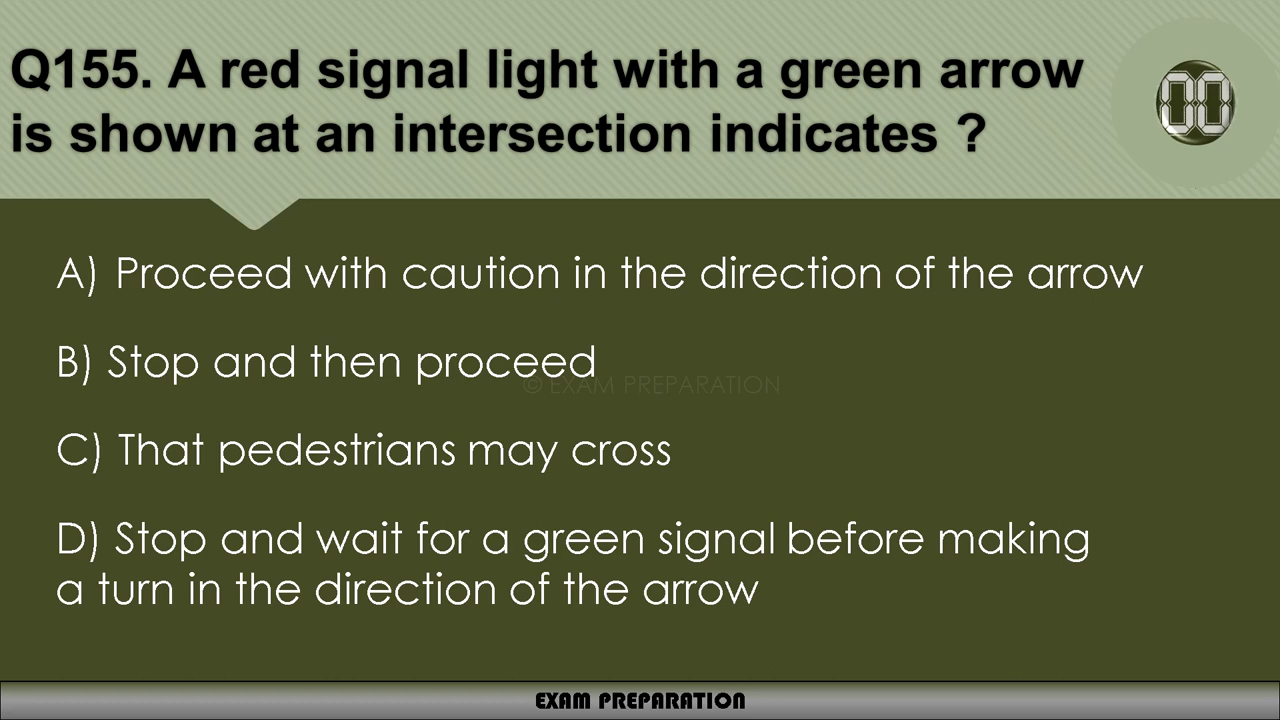 Q155. A red signal light with a green arrow
is shown at an intersection indicates ?
00
A) Proceed with caution in the direction of the arrow
B) Stop and then proceed
© EXAM PREPARATION
C) That pedestrians may cross
D) Stop and wait for a green signal before making
a turn in the direction of the arrow
EXAM PREPARATION